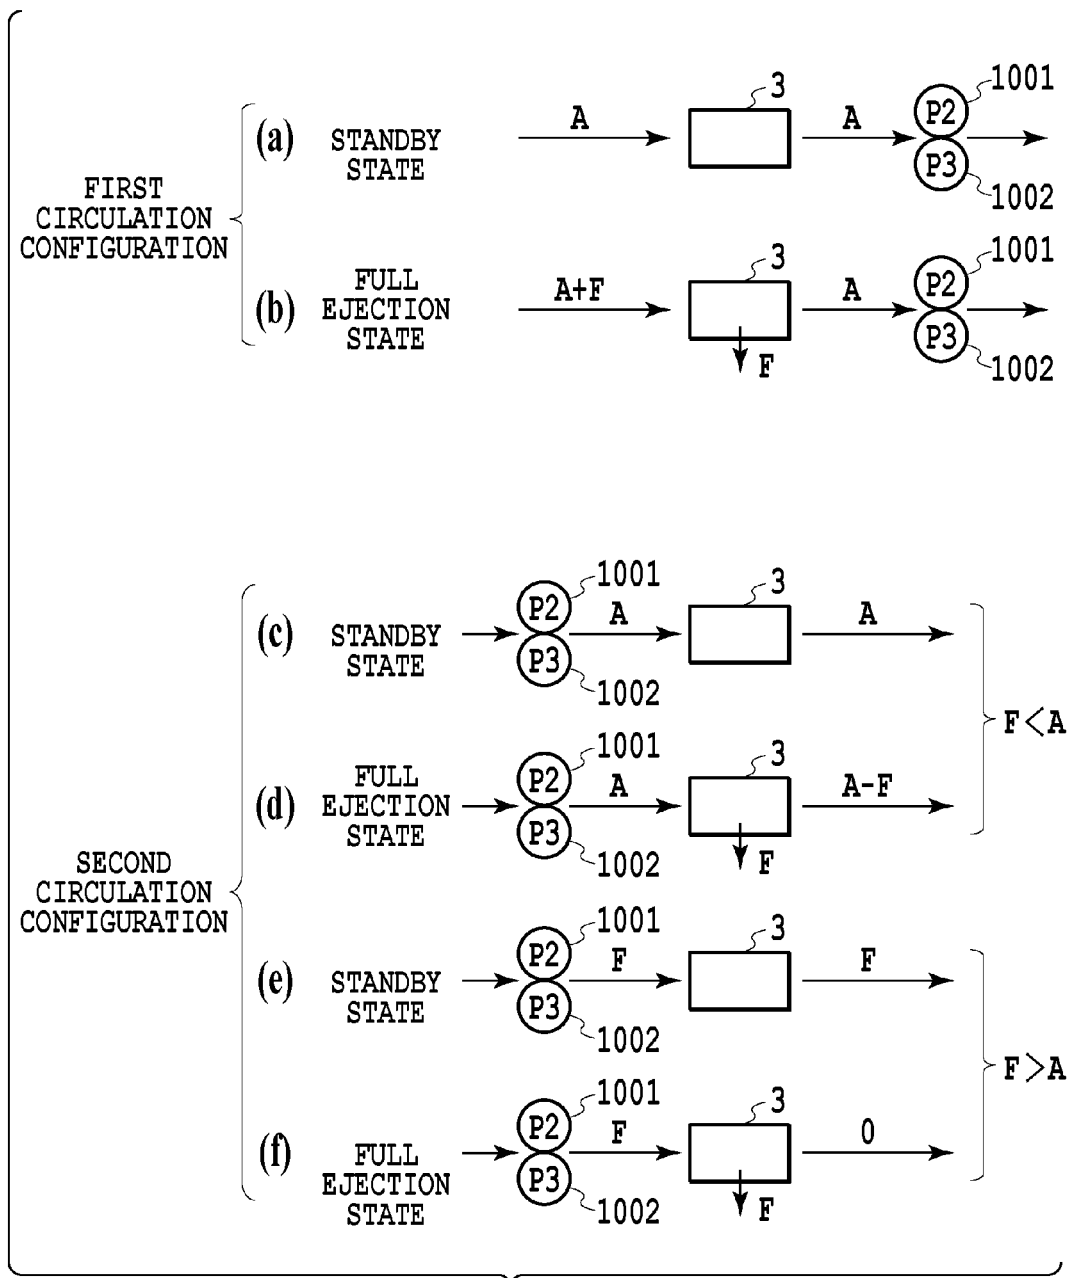 FIRST
CIRCULATION
CONFIGURATION
(a)
STANDBY
STATE
A
3
A
P2
P3
1001
1002
(b)
FULL
EJECTION
STATE
A+F
3
F
A
P2
P3
1001
1002
SECOND
CIRCULATION
CONFIGURATION
(c)
STANDBY
STATE
P2
P3
1001
1002
A
3
A
(d)
FULL
EJECTION
STATE
P2
P3
1001
1002
A
3
F
A-F
F<A
(e)
STANDBY
STATE
P2
P3
1001
1002
F
3
F
(f)
FULL
EJECTION
STATE
P2
P3
1001
1002
F
3
F
0
F>A